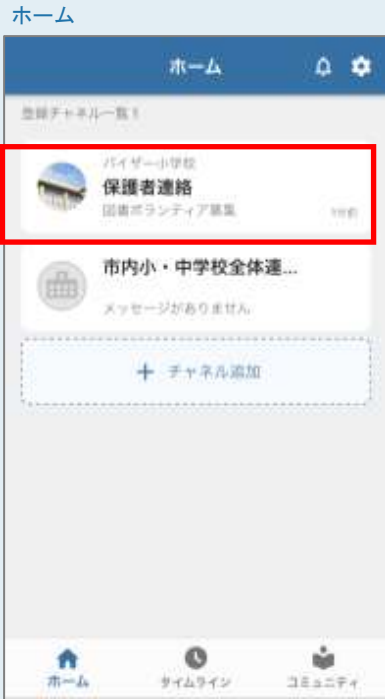 ホーム
ホーム
登録チャネル一覧
バイザー小学校
保護者連絡
図書ボランティア募集
市内小・中学校全体連...
メッセージがありません
＋ チャネル追加
ホーム
タイムライン
コミュニティ